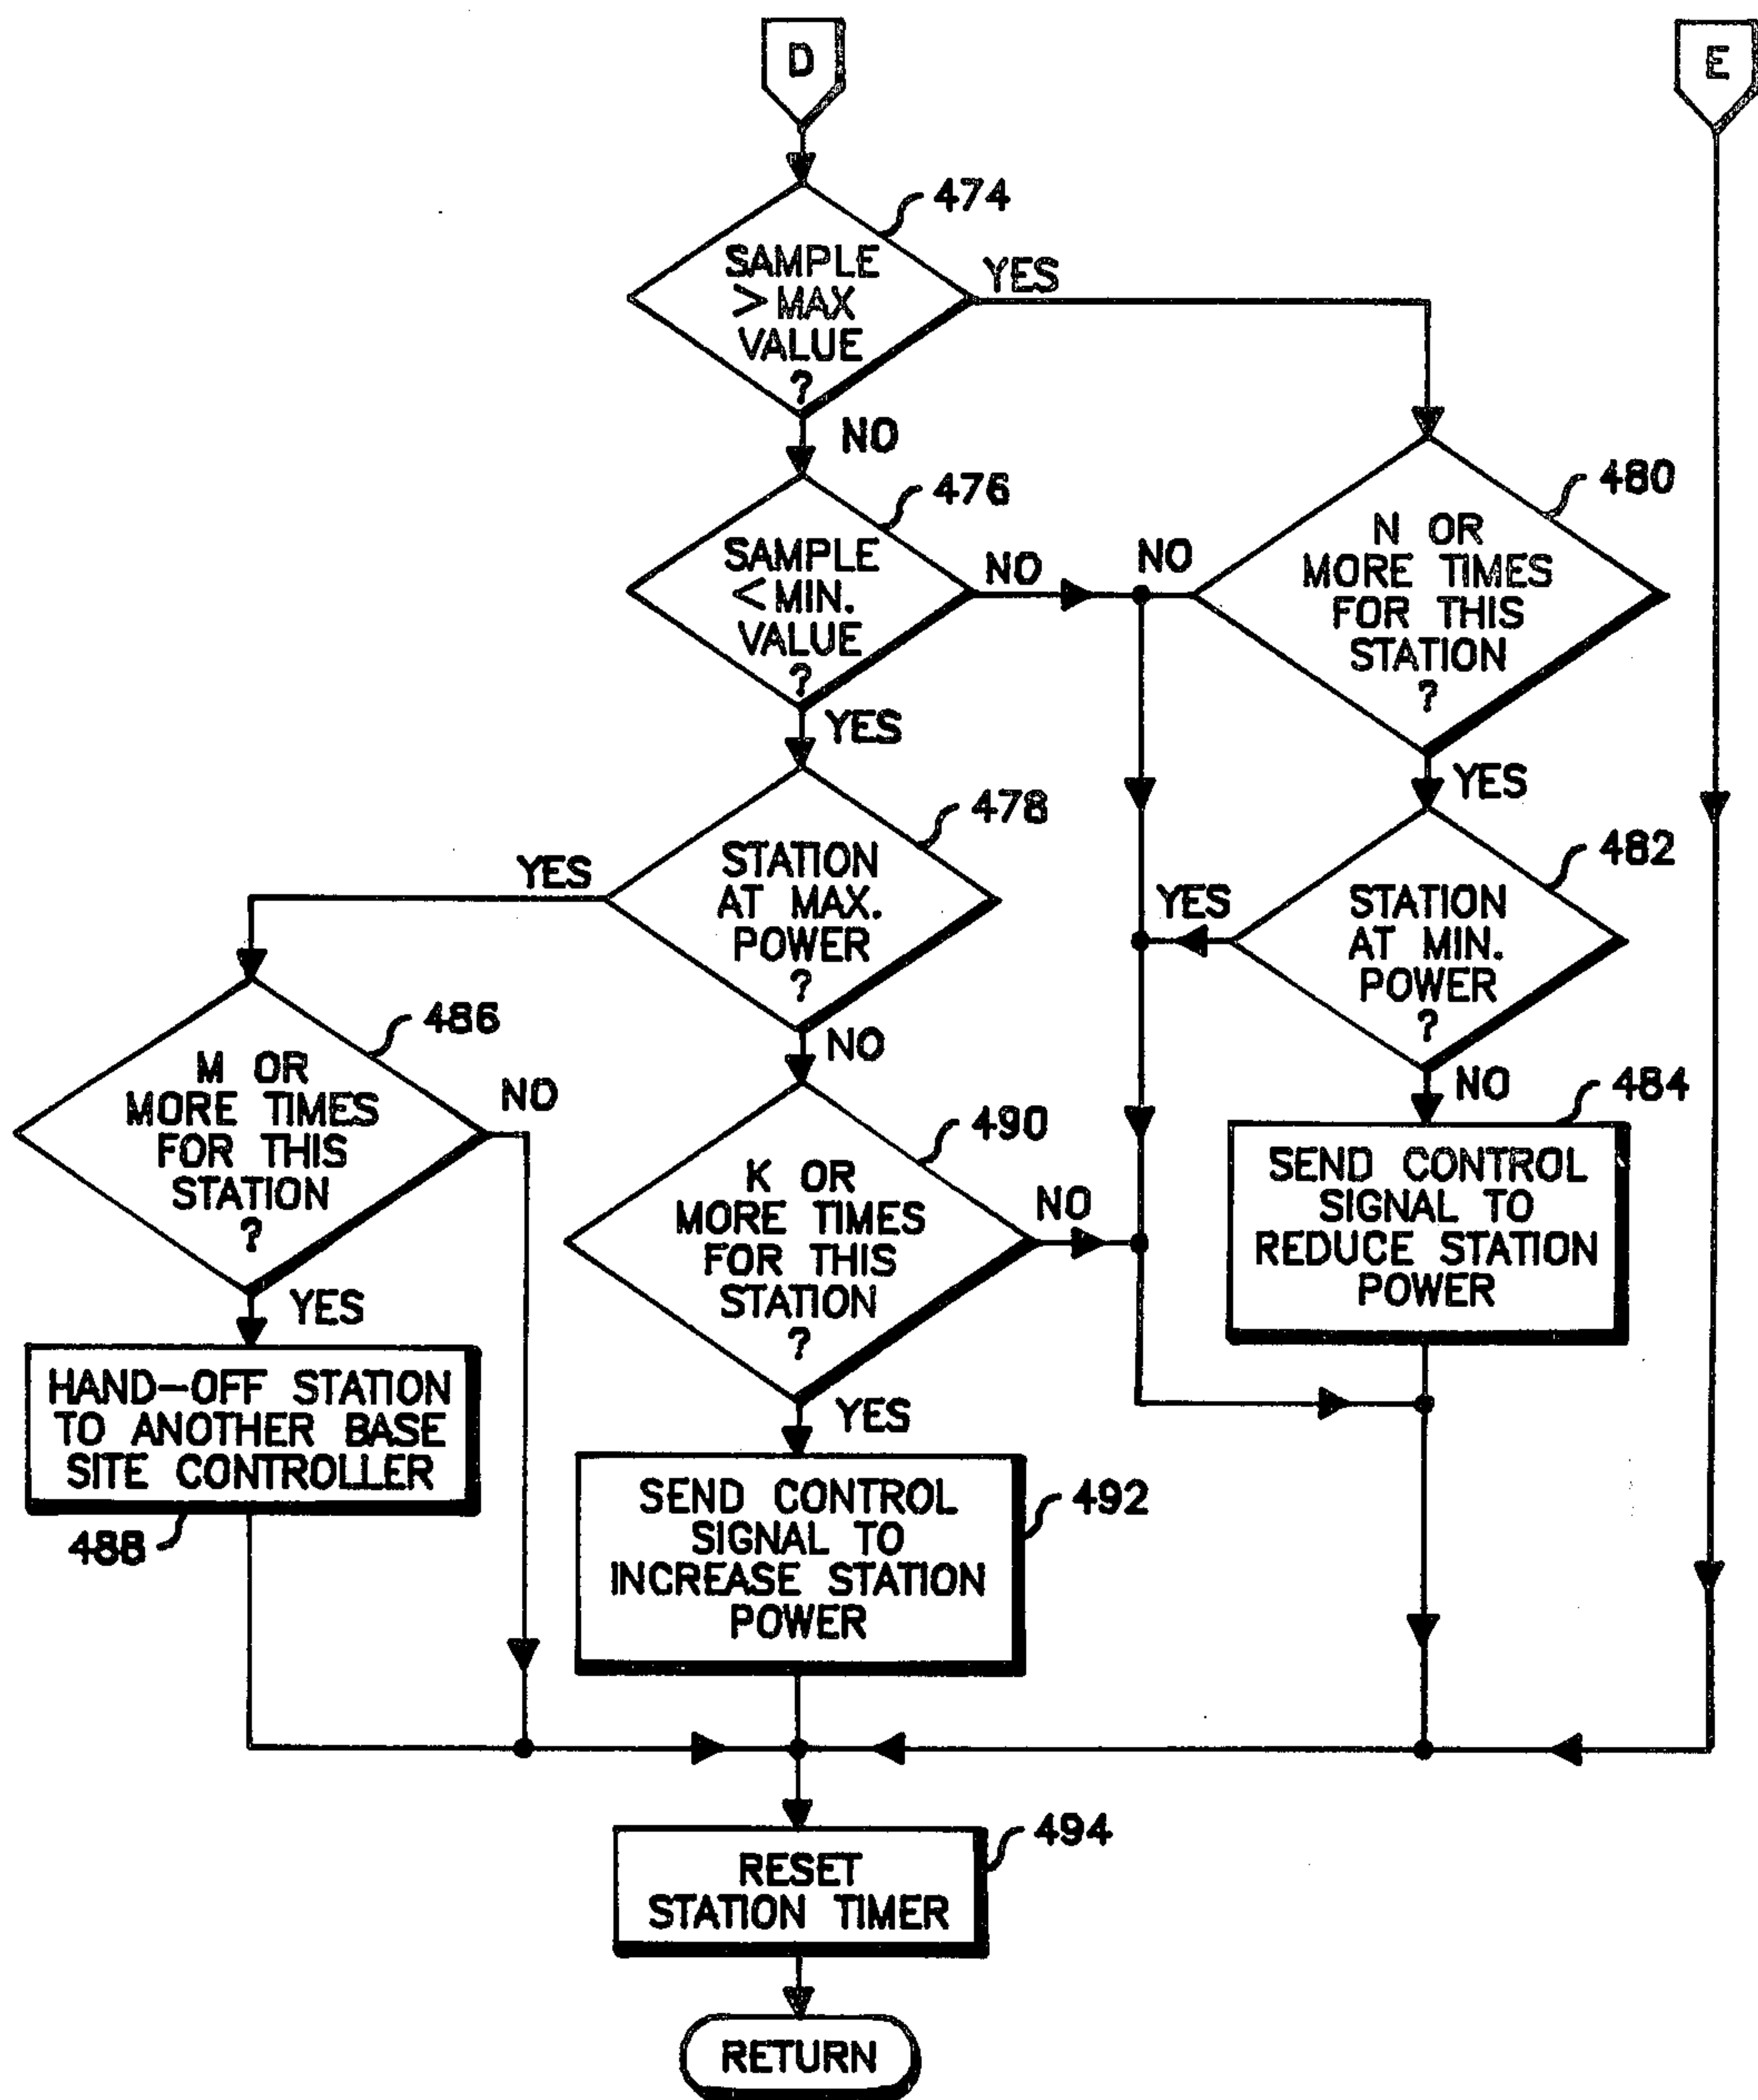 D
E
474
SAMPLE
> MAX
VALUE
?
YES
NO
476
SAMPLE
< MIN.
VALUE
?
NO
YES
480
N OR
MORE TIMES
FOR THIS
STATION
?
NO
YES
478
STATION
AT MAX.
POWER
?
YES
NO
482
STATION
AT MIN.
POWER
?
YES
NO
486
M OR
MORE TIMES
FOR THIS
STATION
?
NO
YES
490
K OR
MORE TIMES
FOR THIS
STATION
?
NO
YES
484
SEND CONTROL
SIGNAL TO
REDUCE STATION
POWER
HAND-OFF STATION
TO ANOTHER BASE
SITE CONTROLLER
488
492
SEND CONTROL
SIGNAL TO
INCREASE STATION
POWER
494
RESET
STATION TIMER
RETURN